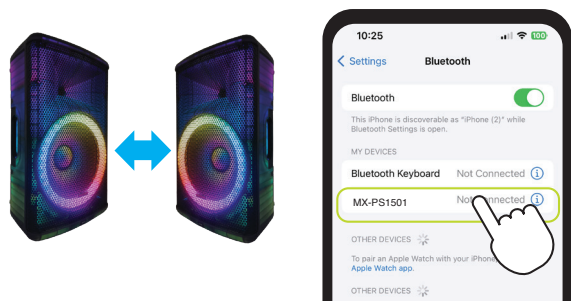 10:25
100
Settings
Bluetooth
Bluetooth
This iPhone is discoverable as "iPhone (2)" while
Bluetooth Settings is open.
MY DEVICES
Bluetooth Keyboard Not Connected
MX-PS1501 Not Connected
OTHER DEVICES
To pair an Apple Watch with your iPhone,
Apple Watch app.
OTHER DEVICES